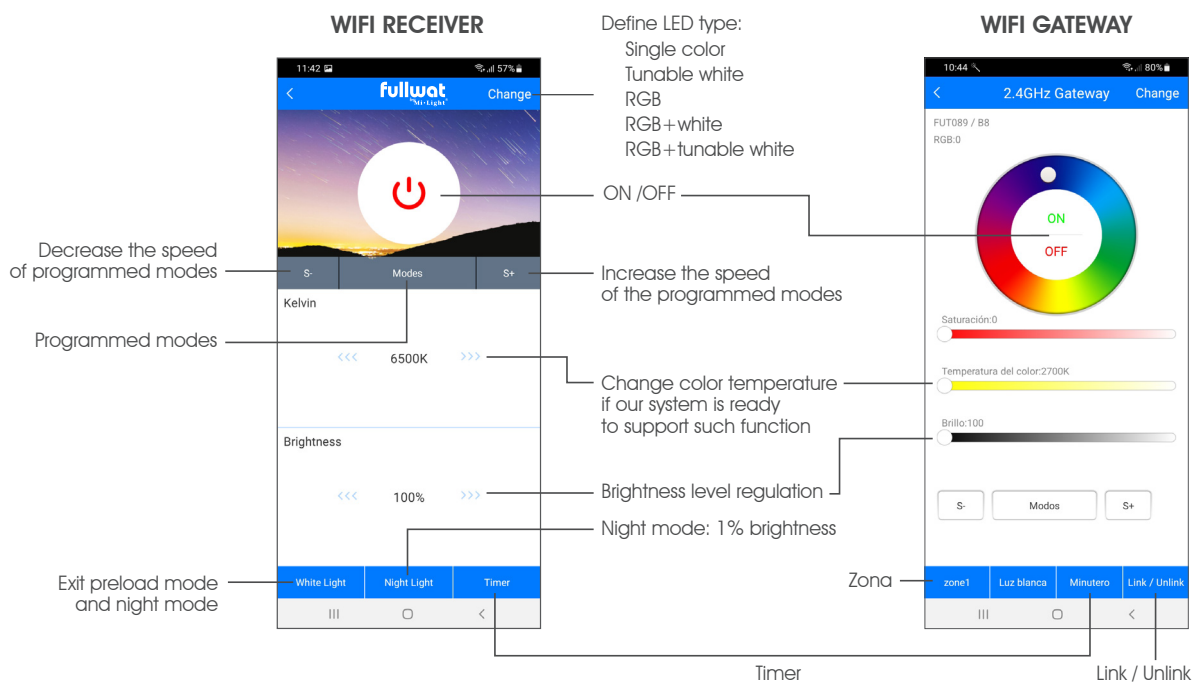 WIFI RECEIVER
11:42
57%
fullwat
by Mi·Light
Change
S-
Modes
S+
Kelvin
<<< 6500K >>>
Brightness
<<< 100% >>>
White Light
Night Light
Timer
Decrease the speed
of programmed modes
Programmed modes
Exit preload mode
and night mode
Define LED type:
Single color
Tunable white
RGB
RGB+white
RGB+tunable white
ON /OFF
Increase the speed
of the programmed modes
Change color temperature
if our system is ready
to support such function
Brightness level regulation
Night mode: 1% brightness
Zona
Timer
Link / Unlink
WIFI GATEWAY
10:44
80%
<
2.4GHz Gateway
Change
FUT089 / B8
RGB:0
ON
OFF
Saturación:0
Temperatura del color:2700K
Brillo:100
S-
Modos
S+
zone1
Luz blanca
Minutero
Link / Unlink